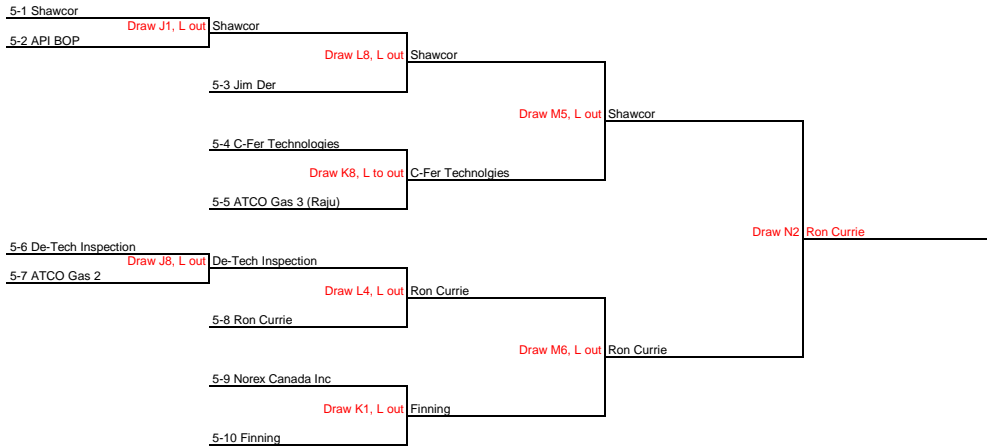 5-1 Shawcor
Draw J1, L out Shawcor
5-2 API BOP
Draw L8, L out Shawcor
5-3 Jim Der
Draw M5, L out Shawcor
5-4 C-Fer Technologies
Draw K8, L to out C-Fer Technolgies
5-5 ATCO Gas 3 (Raju)
Draw N2 Ron Currie
5-6 De-Tech Inspection
Draw J8, L out De-Tech Inspection
5-7 ATCO Gas 2
Draw L4, L out Ron Currie
5-8 Ron Currie
Draw M6, L out Ron Currie
5-9 Norex Canada Inc
Draw K1, L out Finning
5-10 Finning